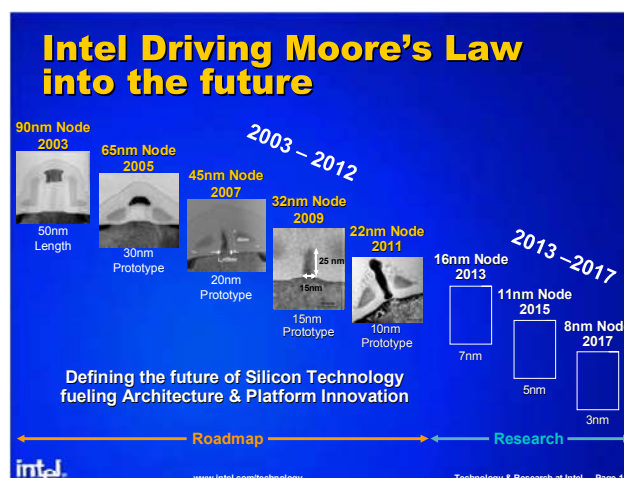 Intel Driving Moore's Law
into the future
90nm Node
2003
50nm
Length
65nm Node
2005
30nm
Prototype
45nm Node
2007
20nm
Prototype
2003 – 2012
32nm Node
2009
25 nm
15nm
15nm
Prototype
22nm Node
2011
10nm
Prototype
2013 –2017
16nm Node
2013
7nm
11nm Node
2015
5nm
8nm Nod
2017
3nm
Defining the future of Silicon Technology
fueling Architecture & Platform Innovation
Roadmap
Research
intel.
www.intel.com/technology
Technology & Research at Intel Page 1